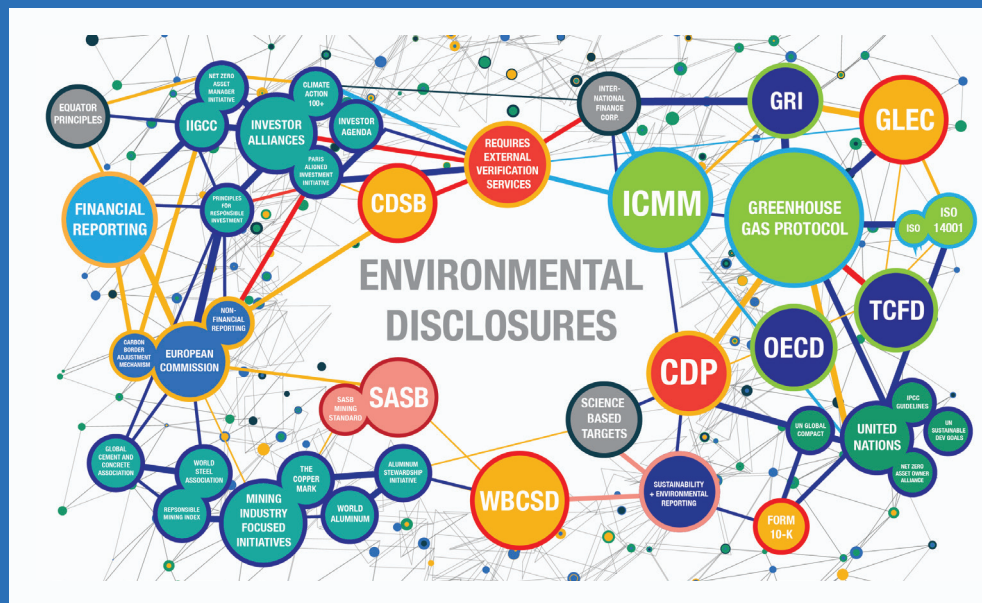 EQUATOR
PRINCIPLES
NET ZERO
ASSET
MANAGER
INITIATIVE
CLIMATE
ACTION
100+
IIGCC
INVESTOR
ALLIANCES
INVESTOR
AGENDA
PARIS
ALIGNED
INVESTMENT
INITIATIVE
PRINCIPLES
FOR
RESPONSIBLE
INVESTMENT
FINANCIAL
REPORTING
CDSB
REQUIRES
EXTERNAL
VERIFICATION
SERVICES
INTER-
NATIONAL
FINANCE
CORP.
GRI
GLEC
ICMM
GREENHOUSE
GAS PROTOCOL
ISO
ISO
14001
ENVIRONMENTAL
DISCLOSURES
NON-
FINANCIAL
REPORTING
CARBON
BORDER
ADJUSTMENT
MECHANISM
EUROPEAN
COMMISSION
TCFD
OECD
CDP
SASB
SASB
MINING
STANDARD
SCIENCE
BASED
TARGETS
IPCC
GUIDELINES
UN GLOBAL
COMPACT
UNITED
NATIONS
UN
SUSTAINABLE
DEV GOALS
NET ZERO
ASSET OWNER
ALLIANCE
GLOBAL
CEMENT AND
CONCRETE
ASSOCIATION
WORLD
STEEL
ASSOCIATION
THE
COPPER
MARK
ALUMINUM
STEWARDSHIP
INITIATIVE
REPSONSIBLE
MINING INDEX
MINING
INDUSTRY
FOCUSED
INITIATIVES
WORLD
ALUMINUM
WBCSD
SUSTAINABILITY
+ ENVIRONMENTAL
REPORTING
FORM
10-K